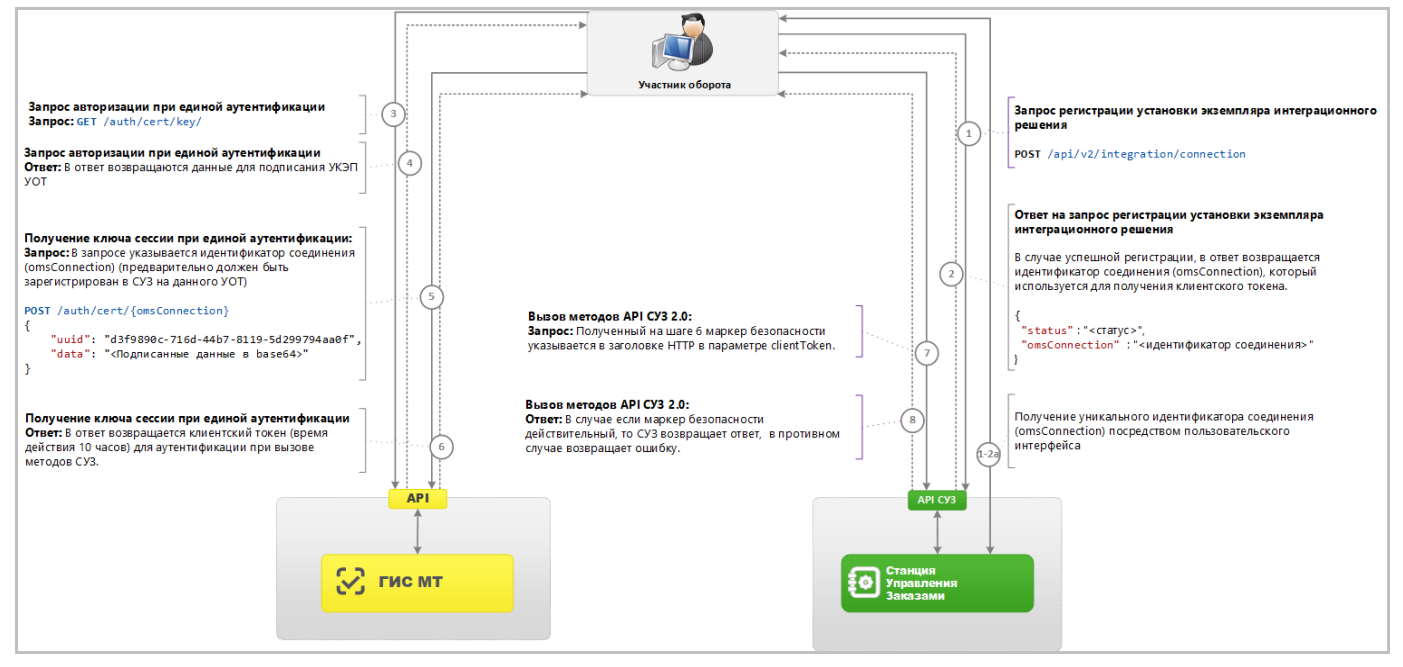 Участник оборота
Запрос авторизации при единой аутентификации
Запрос: GET /auth/cert/key/
3
Запрос авторизации при единой аутентификации
Ответ: В ответ возвращаются данные для подписания УКЭП
УОТ
4
Получение ключа сессии при единой аутентификации:
Запрос: В запросе указывается идентификатор соединения
(omsConnection) (предварительно должен быть
зарегистрирован в СУЗ на данного УОТ)
POST /auth/cert/{omsConnection}
{
"uuid": "d3f9890c-716d-44b7-8119-5d299794aa0f",
"data": "<Подписанные данные в base64>"
}
5
Получение ключа сессии при единой аутентификации
Ответ: В ответ возвращается клиентский токен (время
действия 10 часов) для аутентификации при вызове
методов СУЗ.
6
Вызов методов API СУЗ 2.0:
Запрос: Полученный на шаге 6 маркер безопасности
указывается в заголовке HTTP в параметре clientToken.
7
Вызов методов API СУЗ 2.0:
Ответ: В случае если маркер безопасности
действительный, то СУЗ возвращает ответ, в противном
случае возвращает ошибку.
8
1
Запрос регистрации установки экземпляра интеграционного
решения
POST /api/v2/integration/connection
2
Ответ на запрос регистрации установки экземпляра
интеграционного решения
В случае успешной регистрации, в ответ возвращается
идентификатор соединения (omsConnection), который
используется для получения клиентского токена.
{
"status" : "<статус>",
"omsConnection" : "<идентификатор соединения>"
}
1-2a
Получение уникального идентификатора соединения
(omsConnection) посредством пользовательского
интерфейса
API
ГИС МТ
API СУЗ
Станция
Управления
Заказами